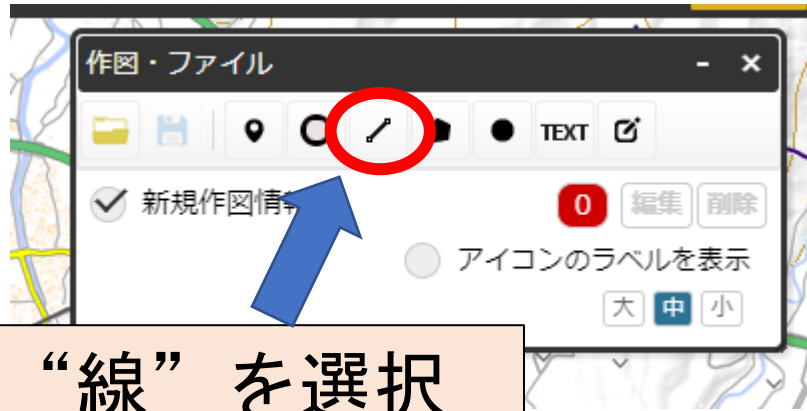 作図・ファイル
TEXT
新規作図情報
0 編集 削除
アイコンのラベルを表示
大 中 小
“線”を選択